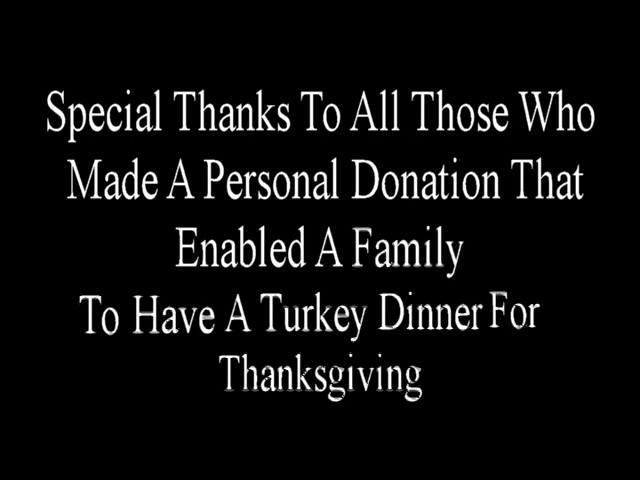 Special Thanks To All Those Who
Made A Personal Donation That
Enabled A Family
To Have A Turkey Dinner For
Thanksgiving